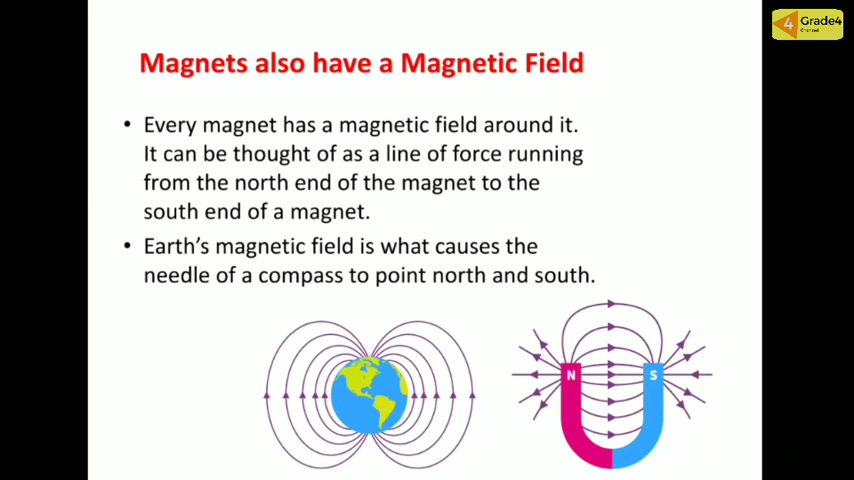 4 Grade4
Channel
Magnets also have a Magnetic Field
• Every magnet has a magnetic field around it.
It can be thought of as a line of force running
from the north end of the magnet to the
south end of a magnet.
• Earth's magnetic field is what causes the
needle of a compass to point north and south.
N S